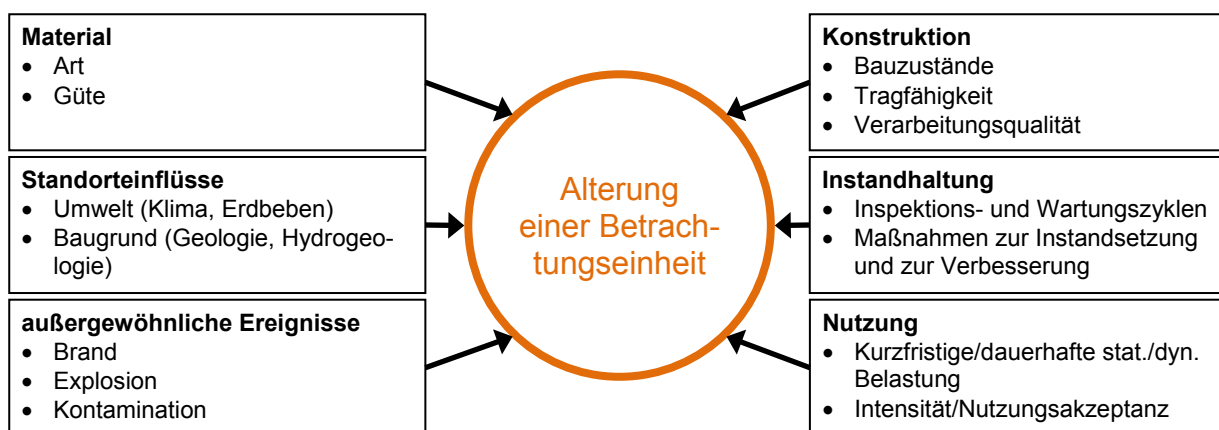 Material
• Art
• Güte
Standorteinflüsse
• Umwelt (Klima, Erdbeben)
• Baugrund (Geologie, Hydrogeo-
logie)
außergewöhnliche Ereignisse
• Brand
• Explosion
• Kontamination
Alterung
einer Betrach-
tungseinheit
Konstruktion
• Bauzustände
• Tragfähigkeit
• Verarbeitungsqualität
Instandhaltung
• Inspektions- und Wartungszyklen
• Maßnahmen zur Instandsetzung
und zur Verbesserung
Nutzung
• Kurzfristige/dauerhafte stat./dyn.
Belastung
• Intensität/Nutzungsakzeptanz